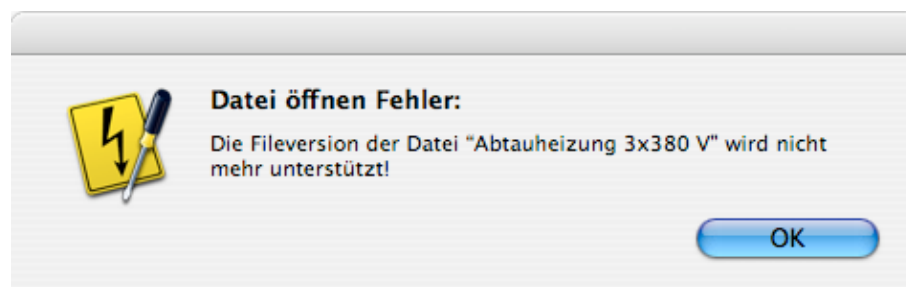 Datei öffnen Fehler:
Die Fileversion der Datei "Abtauheizung 3x380 V" wird nicht
mehr unterstützt!
OK